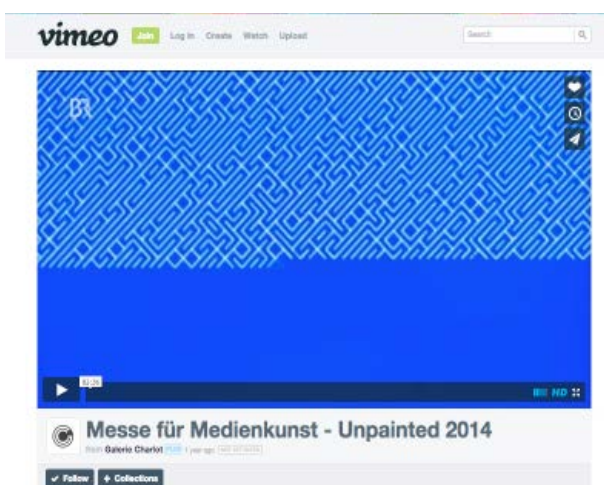 vimeo Join Log In Create Watch Upload Search
BR
HD
Messe für Medienkunst - Unpainted 2014
from Galerie Charlot PLUS 1 year ago
Follow + Collections